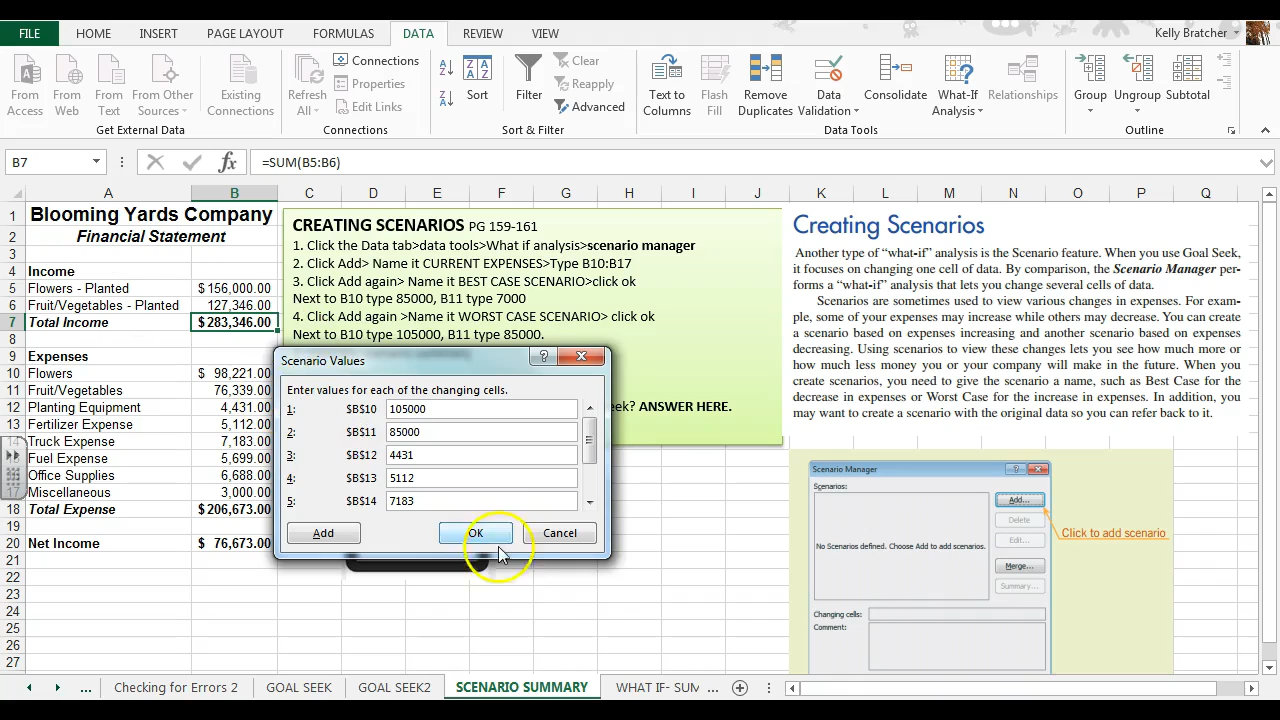 Kelly Bratcher
FILE HOME INSERT PAGE LAYOUT FORMULAS DATA REVIEW VIEW
From Access
From Web
From Text
From Other Sources
Existing Connections
Get External Data
Refresh All
Connections
Properties
Edit Links
Connections
Sort
Filter
Clear
Reapply
Advanced
Sort & Filter
Text to Columns
Flash Fill
Remove Duplicates
Data Validation
Consolidate
What-If Analysis
Relationships
Data Tools
Group
Ungroup
Subtotal
Outline
B7 fx =SUM(B5:B6)
A B C D E F G H I J K L M N O P Q
1 Blooming Yards Company
2 Financial Statement
3
4 Income
5 Flowers - Planted $ 156,000.00
6 Fruit/Vegetables - Planted 127,346.00
7 Total Income $ 283,346.00
8
9 Expenses
10 Flowers $ 98,221.00
11 Fruit/Vegetables 76,339.00
12 Planting Equipment 4,431.00
13 Fertilizer Expense 5,112.00
14 Truck Expense 7,183.00
Fuel Expense 5,699.00
Office Supplies 6,688.00
17 Miscellaneous 3,000.00
18 Total Expense $ 206,673.00
19
20 Net Income $ 76,673.00
21
22
23
24
25
26
27
CREATING SCENARIOS PG 159-161
1. Click the Data tab>data tools>What if analysis>scenario manager
2. Click Add> Name it CURRENT EXPENSES>Type B10:B17
3. Click Add again> Name it BEST CASE SCENARIO>click ok
Next to B10 type 85000, B11 type 7000
4. Click Add again >Name it WORST CASE SCENARIO> click ok
Next to B10 type 105000, B11 type 85000.
eek? ANSWER HERE.
Scenario Values
Enter values for each of the changing cells.
1: $B$10 105000
2: $B$11 85000
3: $B$12 4431
4: $B$13 5112
5: $B$14 7183
Add OK Cancel
Creating Scenarios
Another type of “what-if” analysis is the Scenario feature. When you use Goal Seek,
it focuses on changing one cell of data. By comparison, the Scenario Manager per-
forms a “what-if” analysis that lets you change several cells of data.
Scenarios are sometimes used to view various changes in expenses. For exam-
ple, some of your expenses may increase while others may decrease. You can create
a scenario based on expenses increasing and another scenario based on expenses
decreasing. Using scenarios to view these changes lets you see how much more or
how much less money you or your company will make in the future. When you
create scenarios, you need to give the scenario a name, such as Best Case for the
decrease in expenses or Worst Case for the increase in expenses. In addition, you
may want to create a scenario with the original data so you can refer back to it.
Scenario Manager
Scenarios:
No Scenarios defined. Choose Add to add scenarios.
Add...
Delete
Edit...
Merge...
Summary...
Changing cells:
Comment:
Click to add scenario
... Checking for Errors 2 GOAL SEEK GOAL SEEK2 SCENARIO SUMMARY WHAT IF- SUM ...